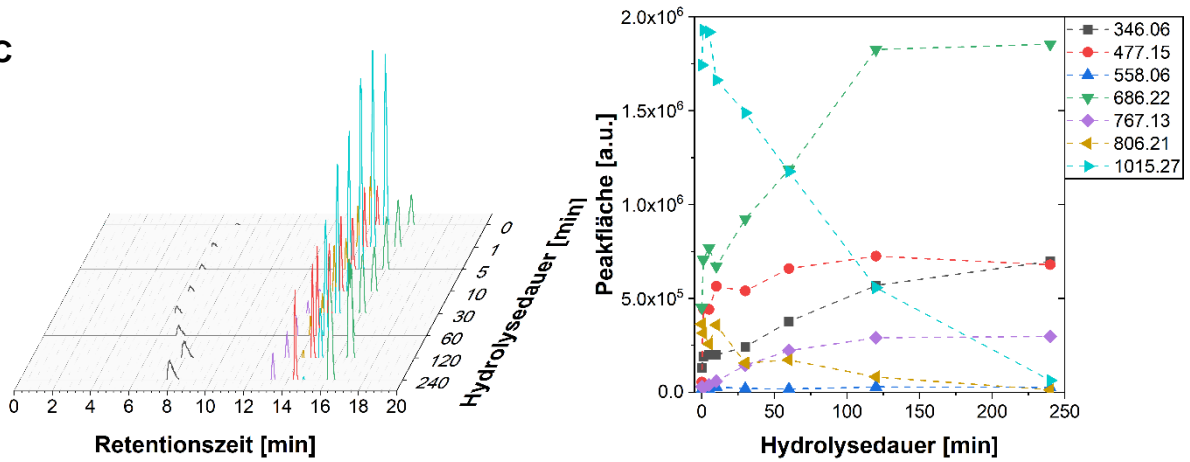 C
0
1
5
10
30
60
120
240
Hydrolysedauer [min]
0 2 4 6 8 10 12 14 16 18 20
Retentionszeit [min]
2.0x10⁶
1.5x10⁶
1.0x10⁶
5.0x10⁵
0.0
Peakfläche [a.u.]
0 50 100 150 200 250
Hydrolysedauer [min]
346.06
477.15
558.06
686.22
767.13
806.21
1015.27